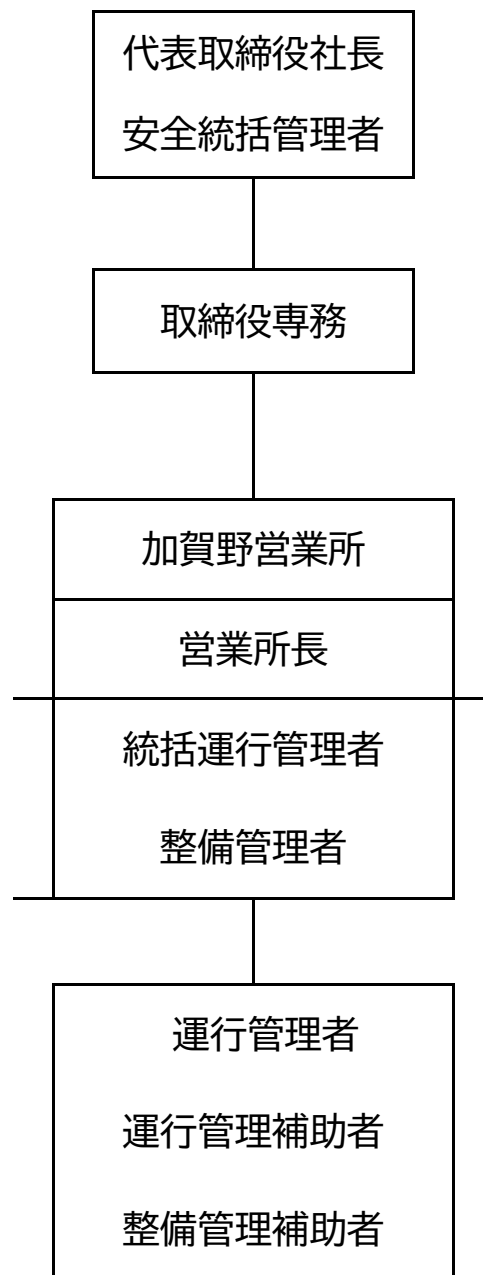 代表取締役社長
安全統括管理者
取締役専務
加賀野営業所
営業所長
統括運行管理者
整備管理者
運行管理者
運行管理補助者
整備管理補助者